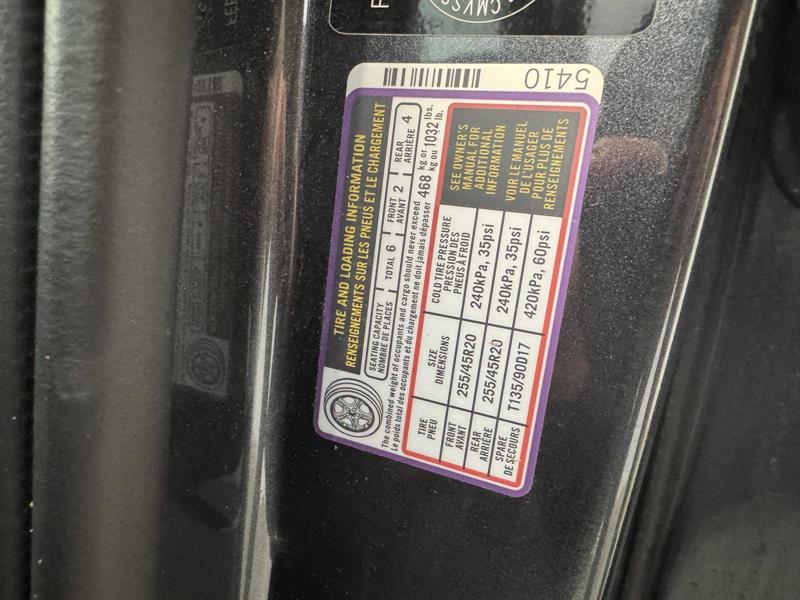 5410
TIRE AND LOADING INFORMATION
RENSEIGNEMENTS SUR LES PNEUS ET LE CHARGEMENT
SEATING CAPACITY
NOMBRE DE PLACES
TOTAL 6
FRONT
AVANT 2
REAR
ARRIÈRE 4
The combined weight of occupants and cargo should never exceed 468 kg or 1032 lbs.
Le poids total des occupants et du chargement ne doit jamais dépasser kg ou lb.
TIRE
PNEU
SIZE
DIMENSIONS
COLD TIRE PRESSURE
PRESSION DES
PNEUS À FROID
FRONT
AVANT
255/45R20
240kPa, 35psi
REAR
ARRIÈRE
255/45R20
240kPa, 35psi
SPARE
DE SECOURS
T135/90D17
420kPa, 60psi
SEE OWNER'S
MANUAL FOR
ADDITIONAL
INFORMATION
VOIR LE MANUEL
DE L'USAGER
POUR PLUS DE
RENSEIGNEMENTS